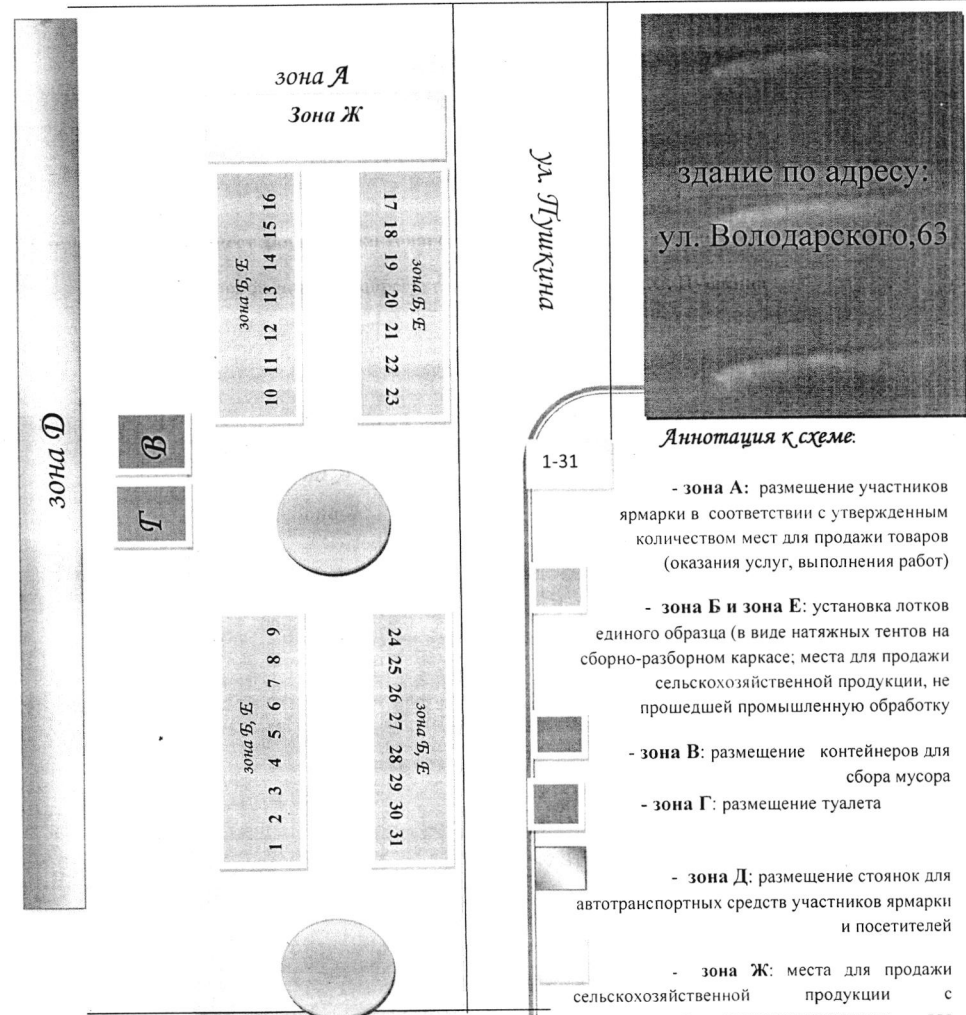 зона А
Зона Ж
зона Б, Е
10 11 12 13 14 15 16
17 18 19 20 21 22 23
зона Б, Е
зона D
В
Г
зона Б, Е
1 2 3 4 5 6 7 8 9
24 25 26 27 28 29 30 31
зона Б, Е
ул. Пушкина
здание по адресу:
ул. Володарского,63
Аннотация к схеме:
1-31
- зона А: размещение участников
ярмарки в соответствии с утвержденным
количеством мест для продажи товаров
(оказания услуг, выполнения работ)
- зона Б и зона Е: установка лотков
единого образца (в виде натяжных тентов на
сборно-разборном каркасе; места для продажи
сельскохозяйственной продукции, не
прошедшей промышленную обработку
- зона В: размещение контейнеров для
сбора мусора
- зона Г: размещение туалета
- зона Д: размещение стоянок для
автотранспортных средств участников ярмарки
и посетителей
- зона Ж: места для продажи
сельскохозяйственной продукции с